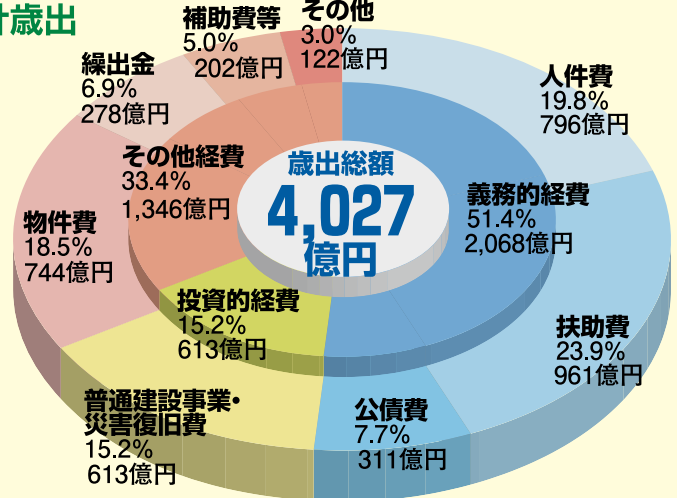 計歳出
補助費等
5.0%
202億円
その他
3.0%
122億円
繰出金
6.9%
278億円
人件費
19.8%
796億円
その他経費
33.4%
1,346億円
歳出総額
4,027
億円
義務的経費
51.4%
2,068億円
物件費
18.5%
744億円
投資的経費
15.2%
613億円
扶助費
23.9%
961億円
普通建設事業・
災害復旧費
15.2%
613億円
公債費
7.7%
311億円